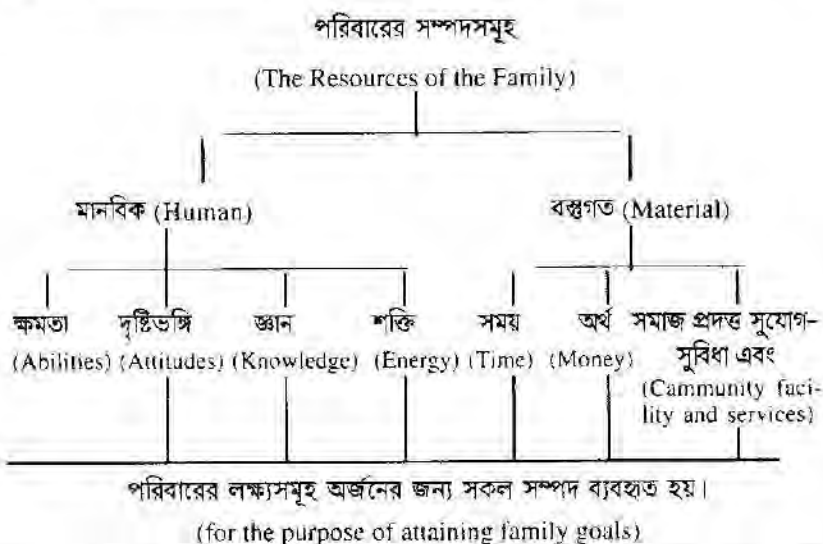 পরিবারের সম্পদসমূহ
(The Resources of the Family)
মানবিক (Human) বস্তুগত (Material)
ক্ষমতা দৃষ্টিভঙ্গি জ্ঞান শক্তি সময় অর্থ সমাজ প্রদত্ত সুযোগ-
সুবিধা এবং
(Abilities) (Attitudes) (Knowledge) (Energy) (Time) (Money)
(Cammunity faci-
lity and services)
পরিবারের লক্ষ্যসমূহ অর্জনের জন্য সকল সম্পদ ব্যবহৃত হয়।
(for the purpose of attaining family goals)